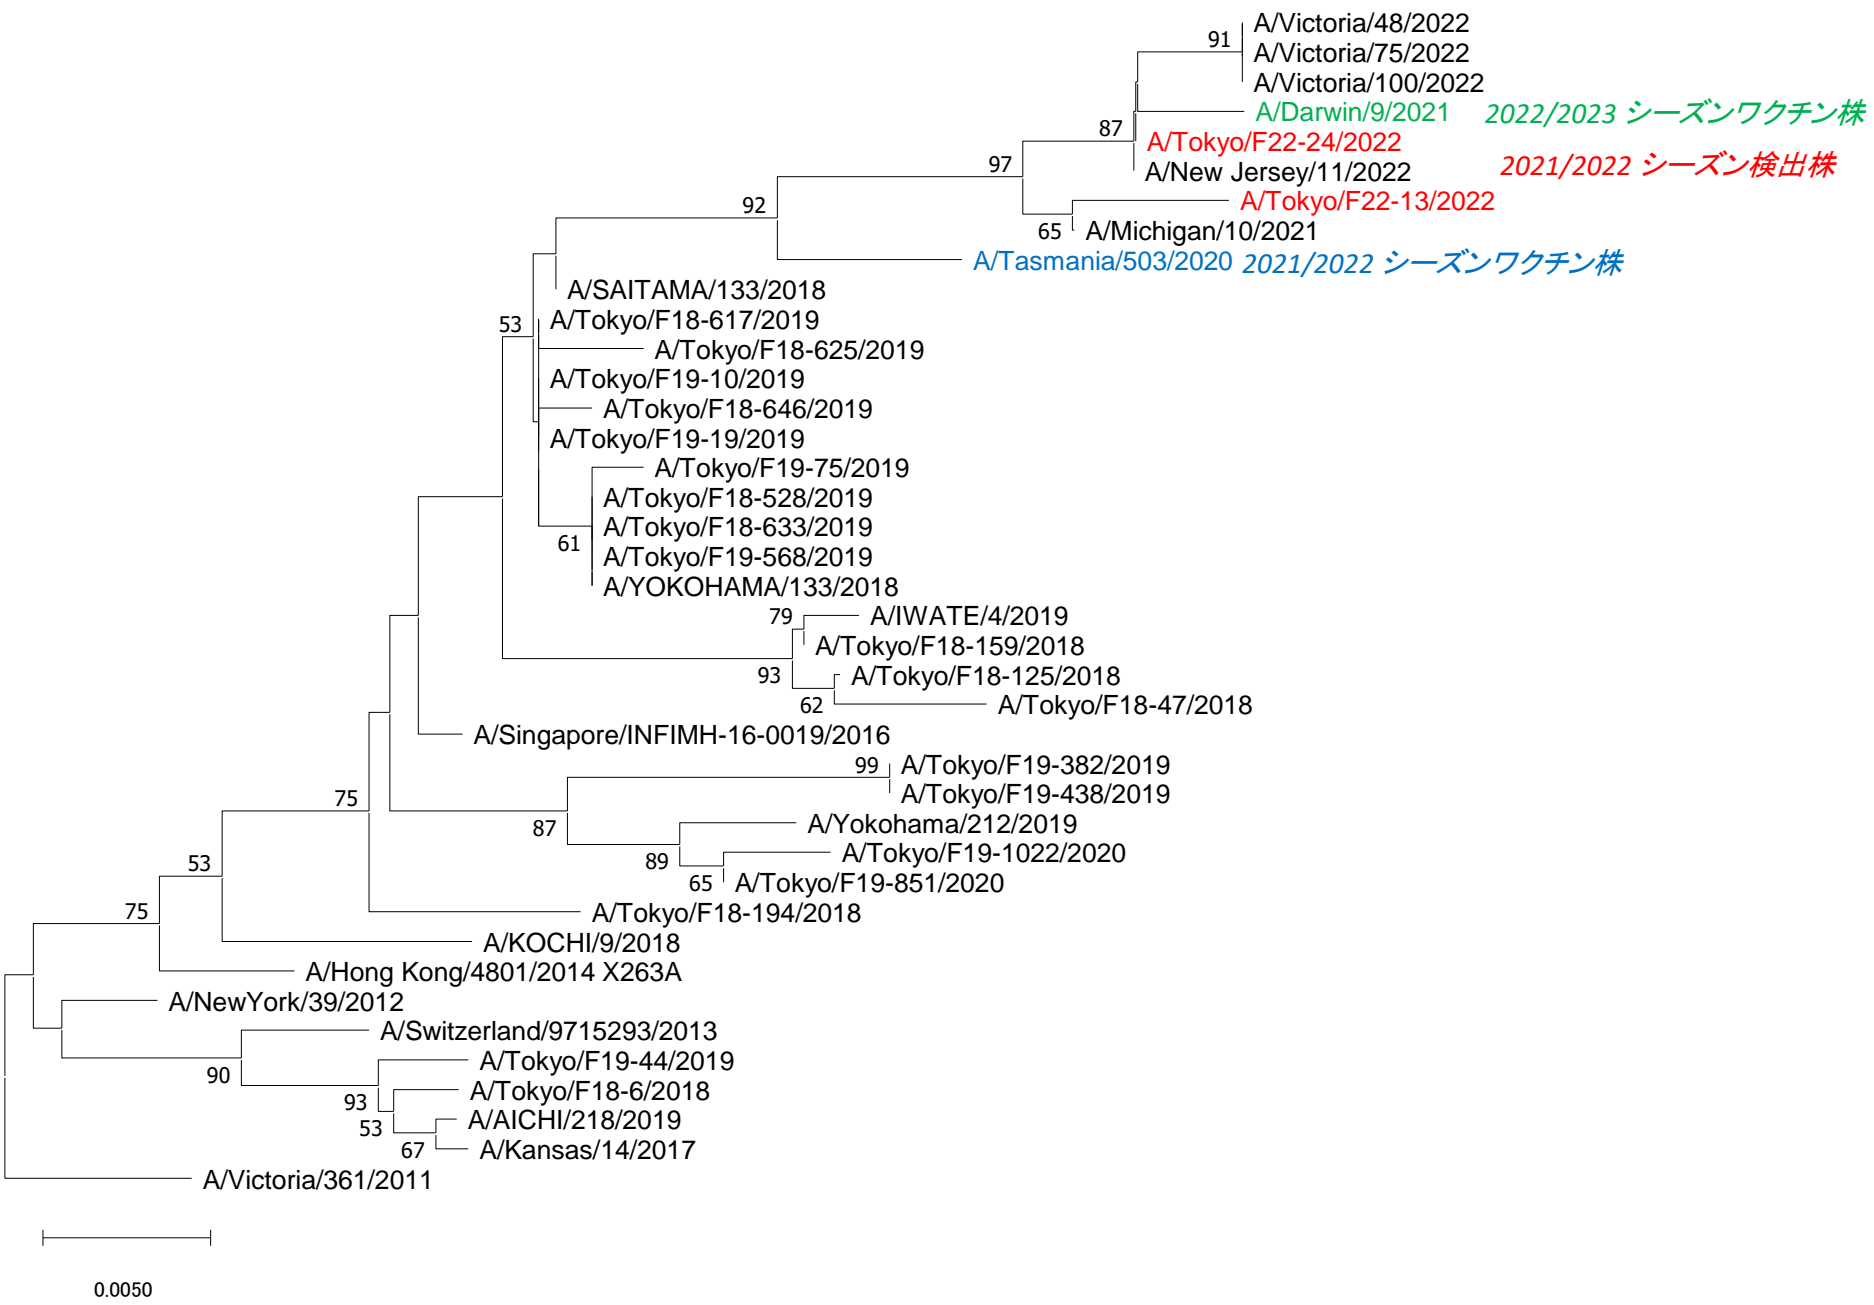 A/Victoria/48/2022
91
A/Victoria/75/2022
A/Victoria/100/2022
A/Darwin/9/2021 2022/2023 シーズンワクチン株
87
A/Tokyo/F22-24/2022
97
A/New Jersey/11/2022 2021/2022 シーズン検出株
A/Tokyo/F22-13/2022
92
65
A/Michigan/10/2021
A/Tasmania/503/2020 2021/2022 シーズンワクチン株
A/SAITAMA/133/2018
53
A/Tokyo/F18-617/2019
A/Tokyo/F18-625/2019
A/Tokyo/F19-10/2019
A/Tokyo/F18-646/2019
A/Tokyo/F19-19/2019
A/Tokyo/F19-75/2019
A/Tokyo/F18-528/2019
A/Tokyo/F18-633/2019
61
A/Tokyo/F19-568/2019
A/YOKOHAMA/133/2018
79
A/IWATE/4/2019
A/Tokyo/F18-159/2018
93
A/Tokyo/F18-125/2018
62
A/Tokyo/F18-47/2018
A/Singapore/INFIMH-16-0019/2016
99
A/Tokyo/F19-382/2019
A/Tokyo/F19-438/2019
75
87
A/Yokohama/212/2019
A/Tokyo/F19-1022/2020
53
89
65
A/Tokyo/F19-851/2020
75
A/Tokyo/F18-194/2018
A/KOCHI/9/2018
A/Hong Kong/4801/2014 X263A
A/NewYork/39/2012
A/Switzerland/9715293/2013
A/Tokyo/F19-44/2019
90
A/Tokyo/F18-6/2018
93
A/AICHI/218/2019
53
67
A/Kansas/14/2017
A/Victoria/361/2011
0.0050